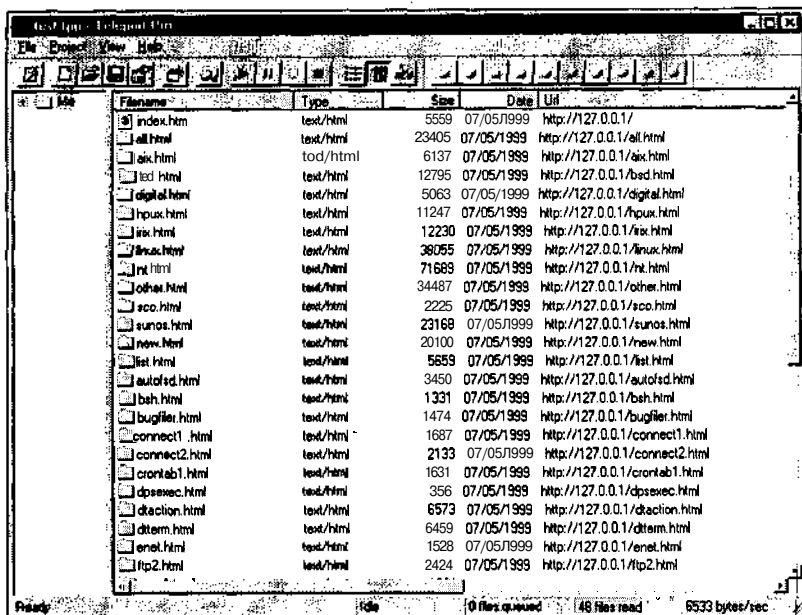 test.tpp - Teleport Pro
File Project View Help
Idle
Filename Type Size Date Url
index.htm text/html 5559 07/05Л999 http://127.0.0.1/
all.html text/html 23405 07/05/1999 http://127.0.0.1/all.html
aix.html tod/html 6137 07/05/1999 http://127.0.0.1/aix.html
ted html text/html 12795 07/05/1999 http://127.0.0.1/bsd.html
digital.html text/html 5063 07/05/1999 http://127.0.0.1/digital.html
hpux.html text/html 11247 07/05/1999 http://127.0.0.1/hpux.html
irix.html text/html 12230 07/05/1999 http://127.0.0.1/irix.html
linux.html text/html 38055 07/05/1999 http://127.0.0.1/linux.html
nt html text/html 71689 07/05/1999 http://127.0.0.1/nt.html
other.html text/html 34487 07/05/1999 http://127.0.0.1/other.html
sco.html text/html 2225 07/05/1999 http://127.0.0.1/sco.html
sunos.html text/html 23168 07/05Л999 http://127.0.0.1/sunos.html
new.html text/html 20100 07/05/1999 http://127.0.0.1/new.html
list.html text/html 5659 07/05/1999 http://127.0.0.1/list.html
autofsd.html text/html 3450 07/05/1999 http://127.0.0.1/autofsd.html
bsh.html text/html 1331 07/05/1999 http://127.0.0.1/bsh.html
bugfiler.html text/html 1474 07/05/1999 http://127.0.0.1/bugfiler.html
connect1 .html text/html 1687 07/05/1999 http://127.0.0.1/connect1.html
connect2.html text/html 2133 07/05Л999 http://127.0.0.1/connect2.html
crontab1.html text/html 1631 07/05/1999 http://127.0.0.1/crontab1.html
dpsexec.html text/html 356 07/05/1999 http://127.0.0.1/dpsexec.html
dtaction.html text/html 6573 07/05/1999 http://127.0.0.1/dtaction.html
dtterm.html text/html 6459 07/05/1999 http://127.0.0.1/dtterm.html
enet.html text/html 1528 07/05Л999 http://127.0.0.1/enet.html
ftp2.html text/html 2424 07/05/1999 http://127.0.0.1/ftp2.html
Ready Idle 0 files queued 48 files read 6533 bytes/sec